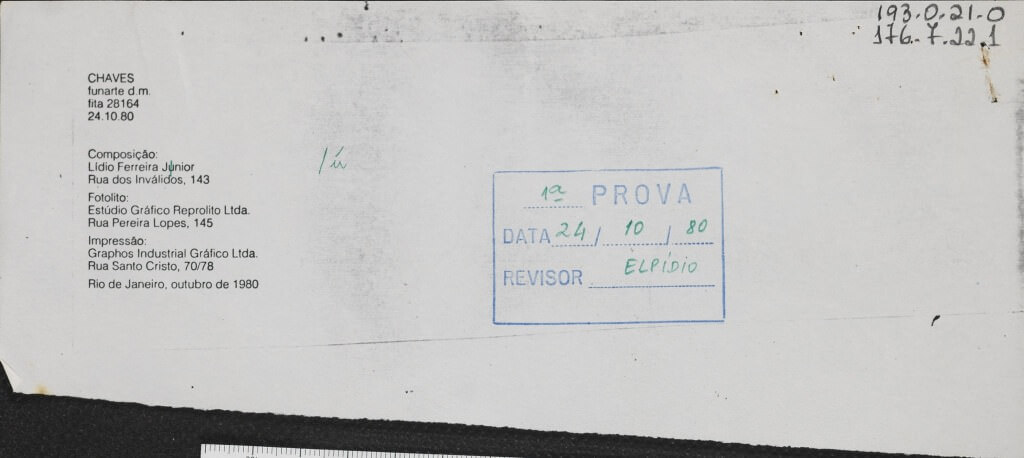 193.0.21.0
176.7.22.1
CHAVES
funarte d.m.
fita 28164
24.10.80
Composição:
Lídio Ferreira Júnior
Rua dos Inválidos, 143
Fotolito:
Estúdio Gráfico Reprolito Ltda.
Rua Pereira Lopes, 145
Impressão:
Graphos Industrial Gráfico Ltda.
Rua Santo Cristo, 70/78
Rio de Janeiro, outubro de 1980
/ú
1ª PROVA
DATA 24 / 10 / 80
REVISOR ELPÍDIO